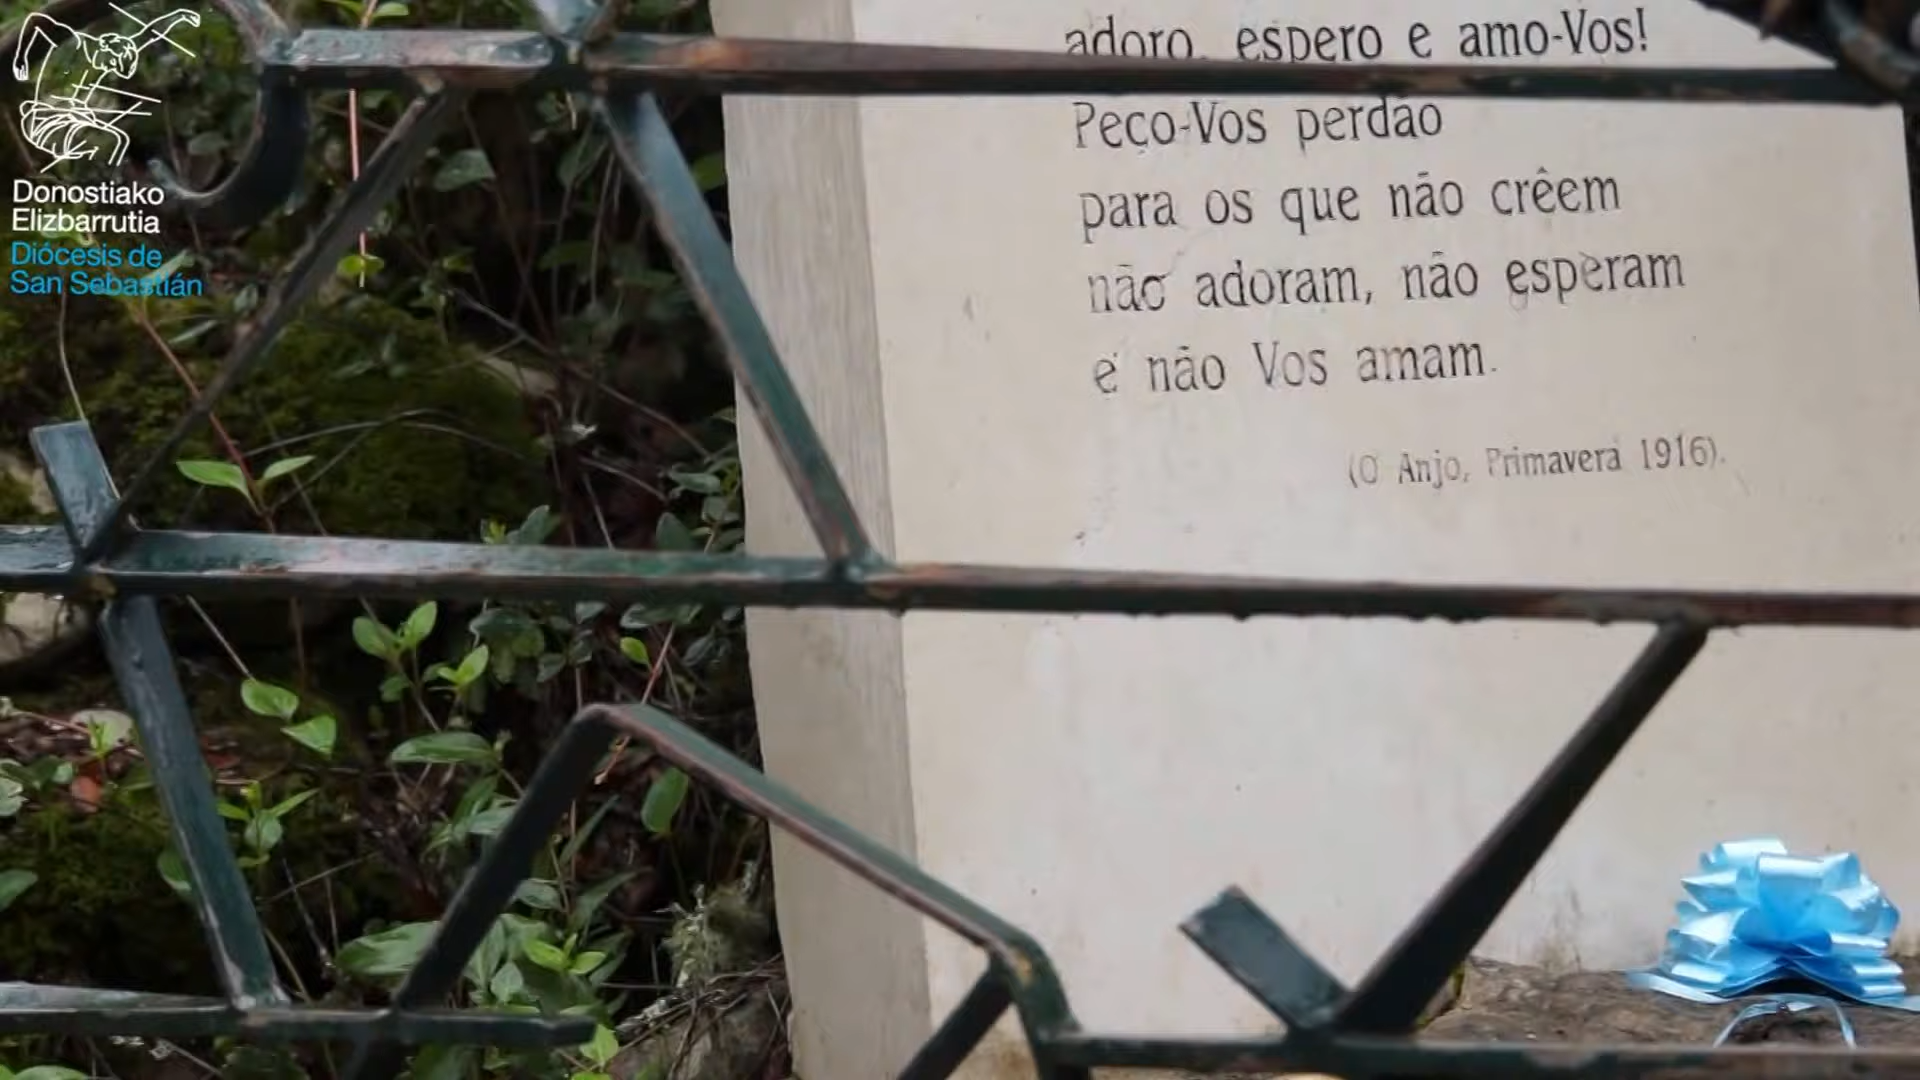 Donostiako
Elizbarrutia
Diócesis de
San Sebastián
adoro, espero e amo-Vos!
Peço-Vos perdão
para os que não crêem
não adoram, não esperam
e não Vos amam.
(O Anjo, Primavera 1916).